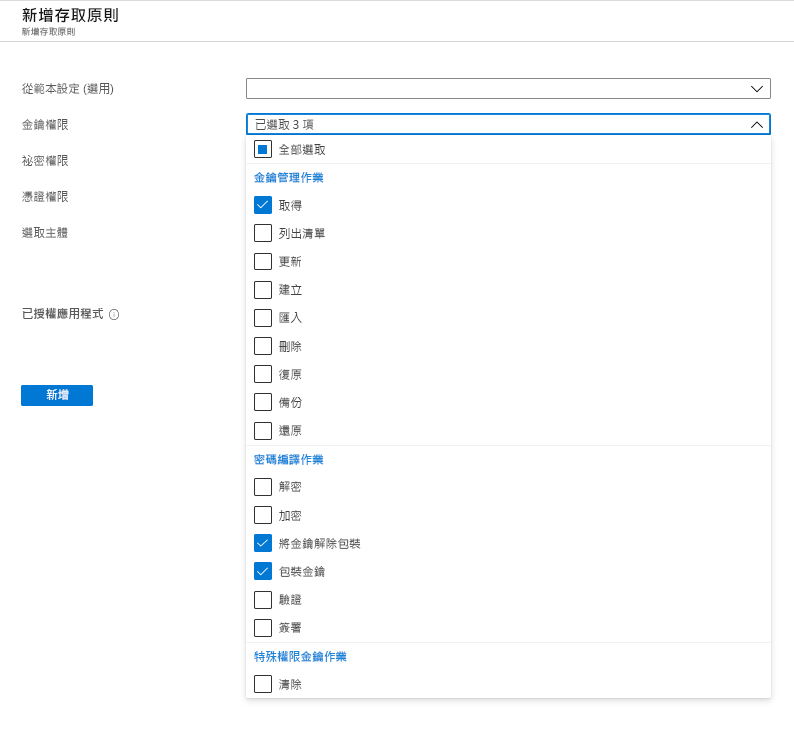 新增存取原則
新增存取原則
從範本設定 (選用)
金鑰權限
已選取 3 項
祕密權限
憑證權限
選取主體
已授權應用程式
新增
全部選取
金鑰管理作業
取得
列出清單
更新
建立
匯入
刪除
復原
備份
還原
密碼編譯作業
解密
加密
將金鑰解除包裝
包裝金鑰
驗證
簽署
特殊權限金鑰作業
清除